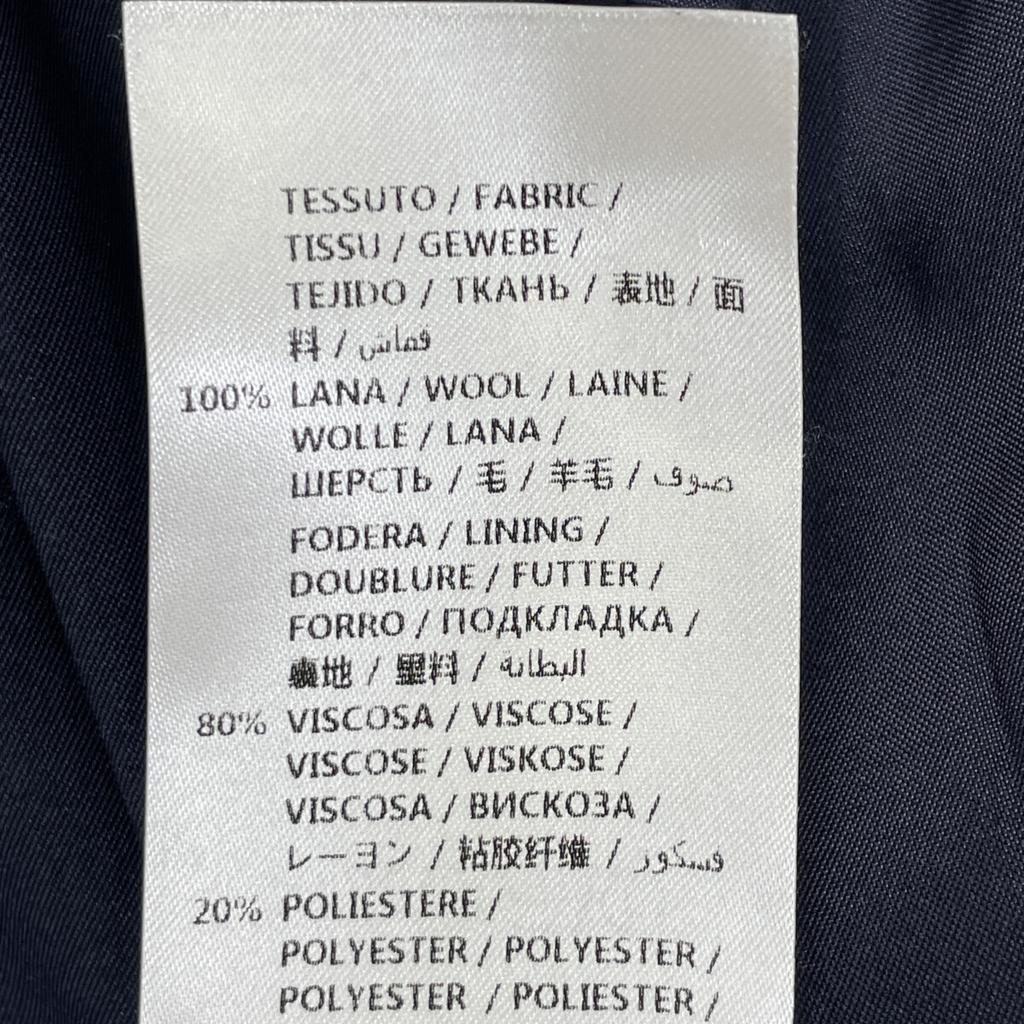 TESSUTO / FABRIC /
TISSU / GEWEBE /
TEJIDO / ТКАНЬ / 表地 / 面
料 / قماش
100% LANA / WOOL / LAINE /
WOLLE / LANA /
ШЕРСТЬ / 毛 / 羊毛 / صوف
FODERA / LINING /
DOUBLURE / FUTTER /
FORRO / ПОДКЛАДКА /
裏地 / 里料 / البطانة
80% VISCOSA / VISCOSE /
VISCOSE / VISKOSE /
VISCOSA / ВИСКОЗА /
レーヨン / 粘胶纤维 / فسكوز
20% POLIESTERE /
POLYESTER / POLYESTER /
POLYESTER / POLIESTER /